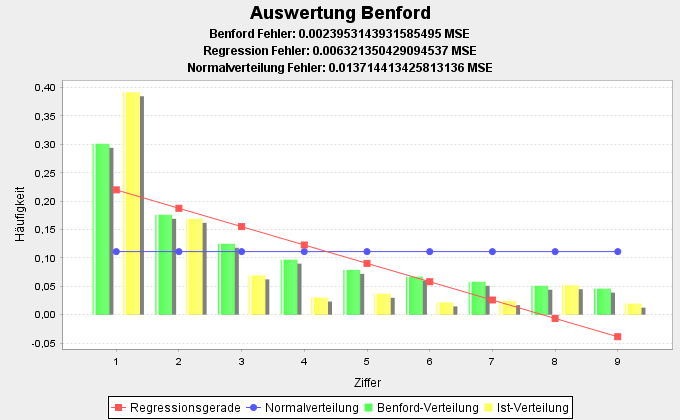 Auswertung Benford
Benford Fehler: 0.0023953143931585495 MSE
Regression Fehler: 0.006321350429094537 MSE
Normalverteilung Fehler: 0.013714413425813136 MSE
Häufigkeit
0,40
0,35
0,30
0,25
0,20
0,15
0,10
0,05
0,00
-0,05
1 2 3 4 5 6 7 8 9
Ziffer
Regressionsgerade Normalverteilung Benford-Verteilung Ist-Verteilung